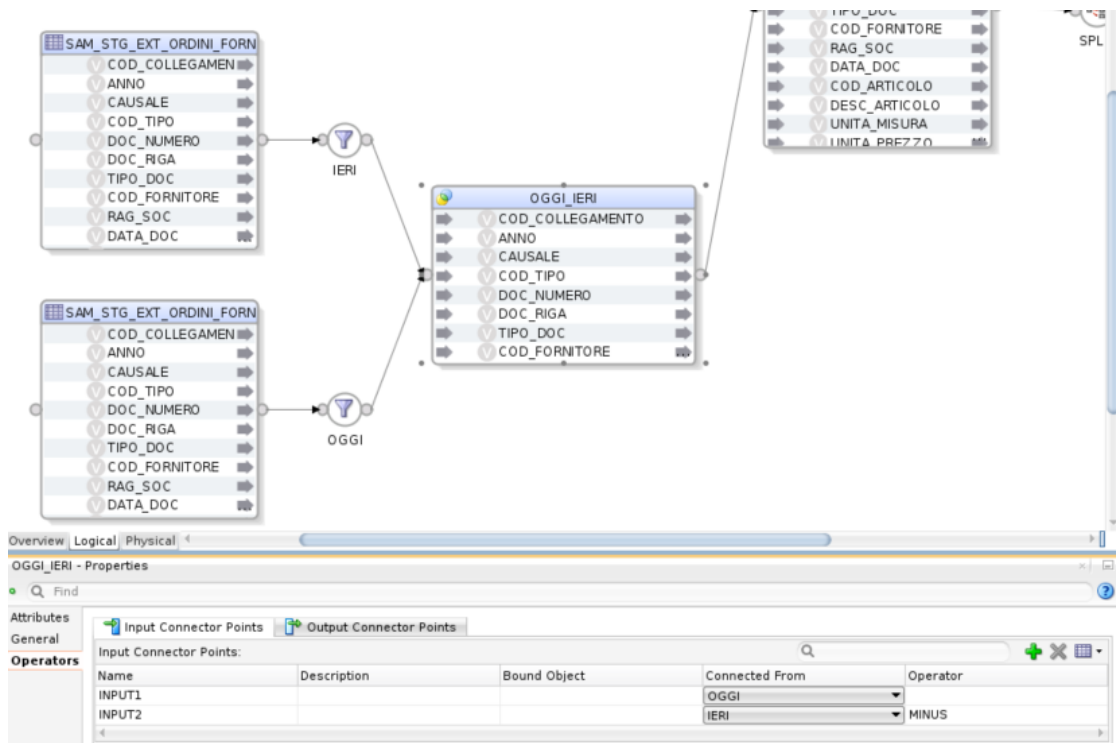 SAM_STG_EXT_ORDINI_FORN
COD_COLLEGAMEN
ANNO
CAUSALE
COD_TIPO
DOC_NUMERO
DOC_RIGA
TIPO_DOC
COD_FORNITORE
RAG_SOC
DATA_DOC
IERI
OGGI_IERI
COD_COLLEGAMENTO
ANNO
CAUSALE
COD_TIPO
DOC_NUMERO
DOC_RIGA
TIPO_DOC
COD_FORNITORE
TIPO_DOC
COD_FORNITORE
RAG_SOC
DATA_DOC
COD_ARTICOLO
DESC_ARTICOLO
UNITA_MISURA
UNITA_PREZZO
SPL
SAM_STG_EXT_ORDINI_FORN
COD_COLLEGAMEN
ANNO
CAUSALE
COD_TIPO
DOC_NUMERO
DOC_RIGA
TIPO_DOC
COD_FORNITORE
RAG_SOC
DATA_DOC
OGGI
Overview Logical Physical
OGGI_IERI - Properties
Find
Attributes
General
Operators
Input Connector Points Output Connector Points
Input Connector Points:
Name Description Bound Object Connected From Operator
INPUT1 OGGI
INPUT2 IERI MINUS